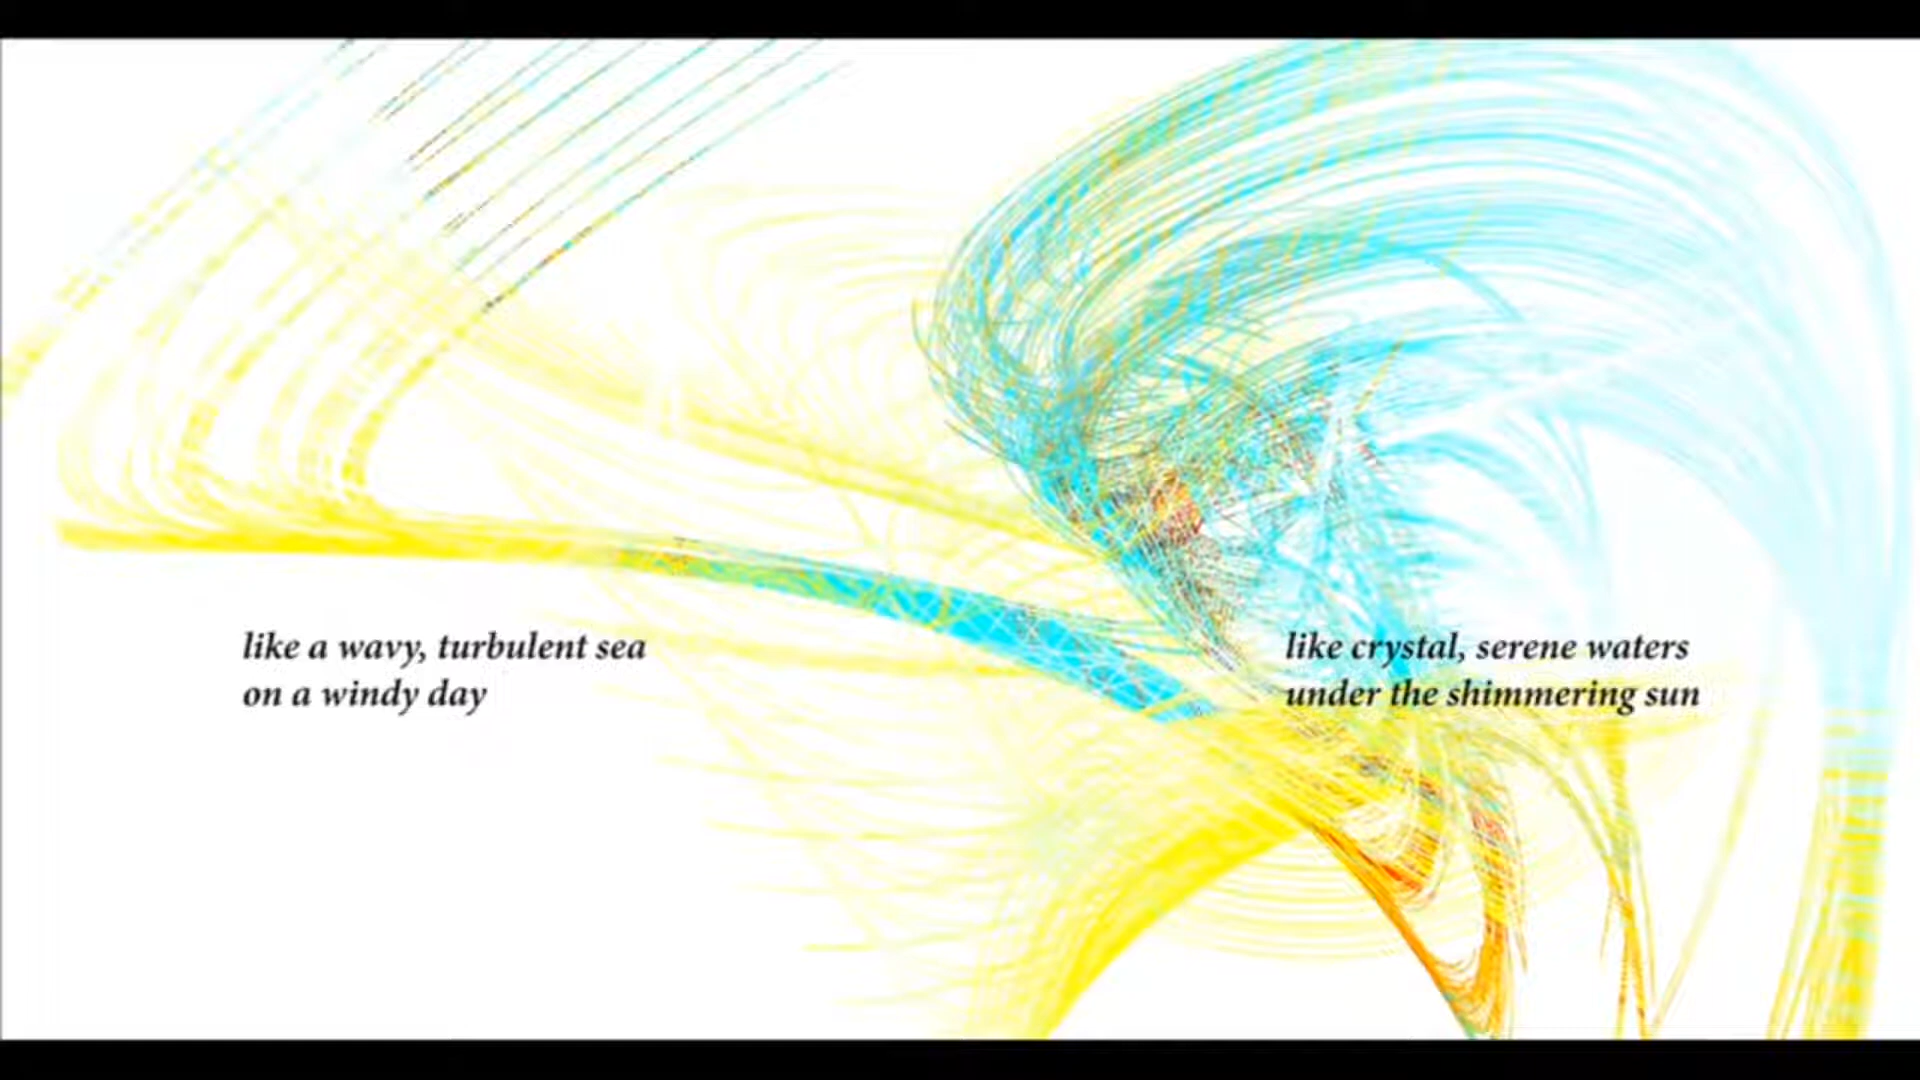 like a wavy, turbulent sea
on a windy day
like crystal, serene waters
under the shimmering sun